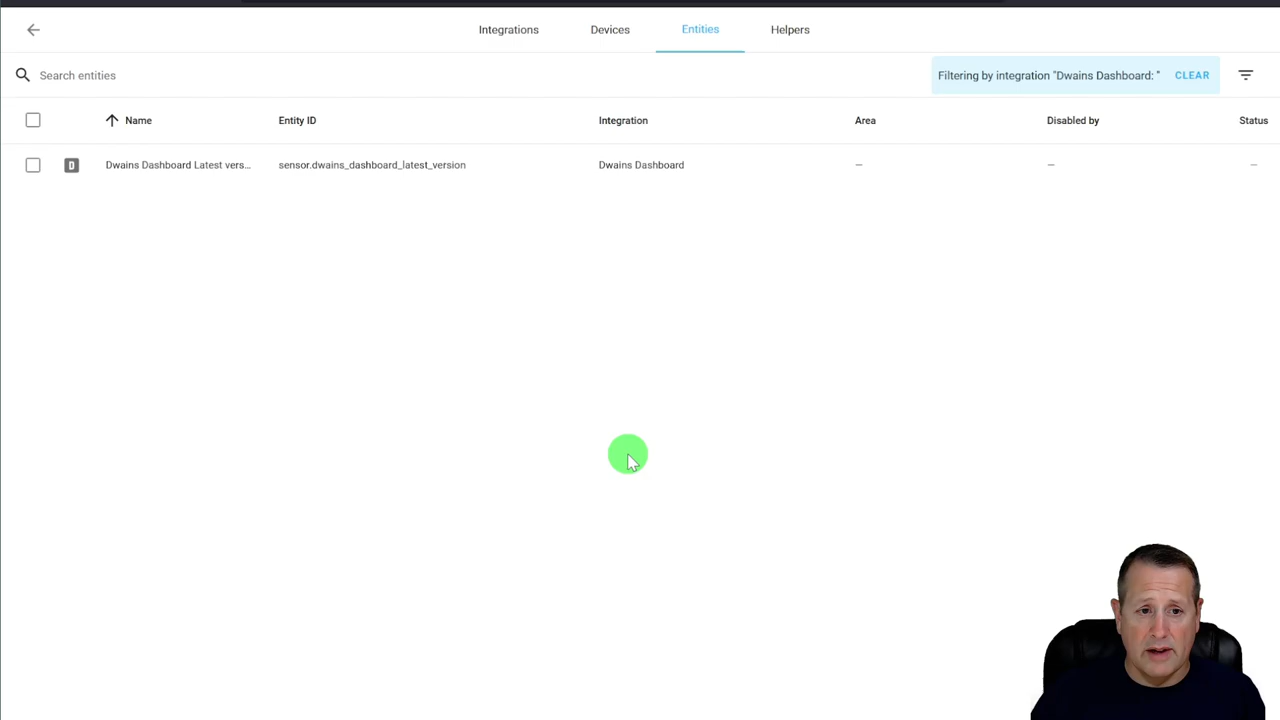 Integrations Devices Entities Helpers
Search entities Filtering by integration "Dwains Dashboard: " CLEAR
Name Entity ID Integration Area Disabled by Status
D Dwains Dashboard Latest vers... sensor.dwains_dashboard_latest_version Dwains Dashboard — — —